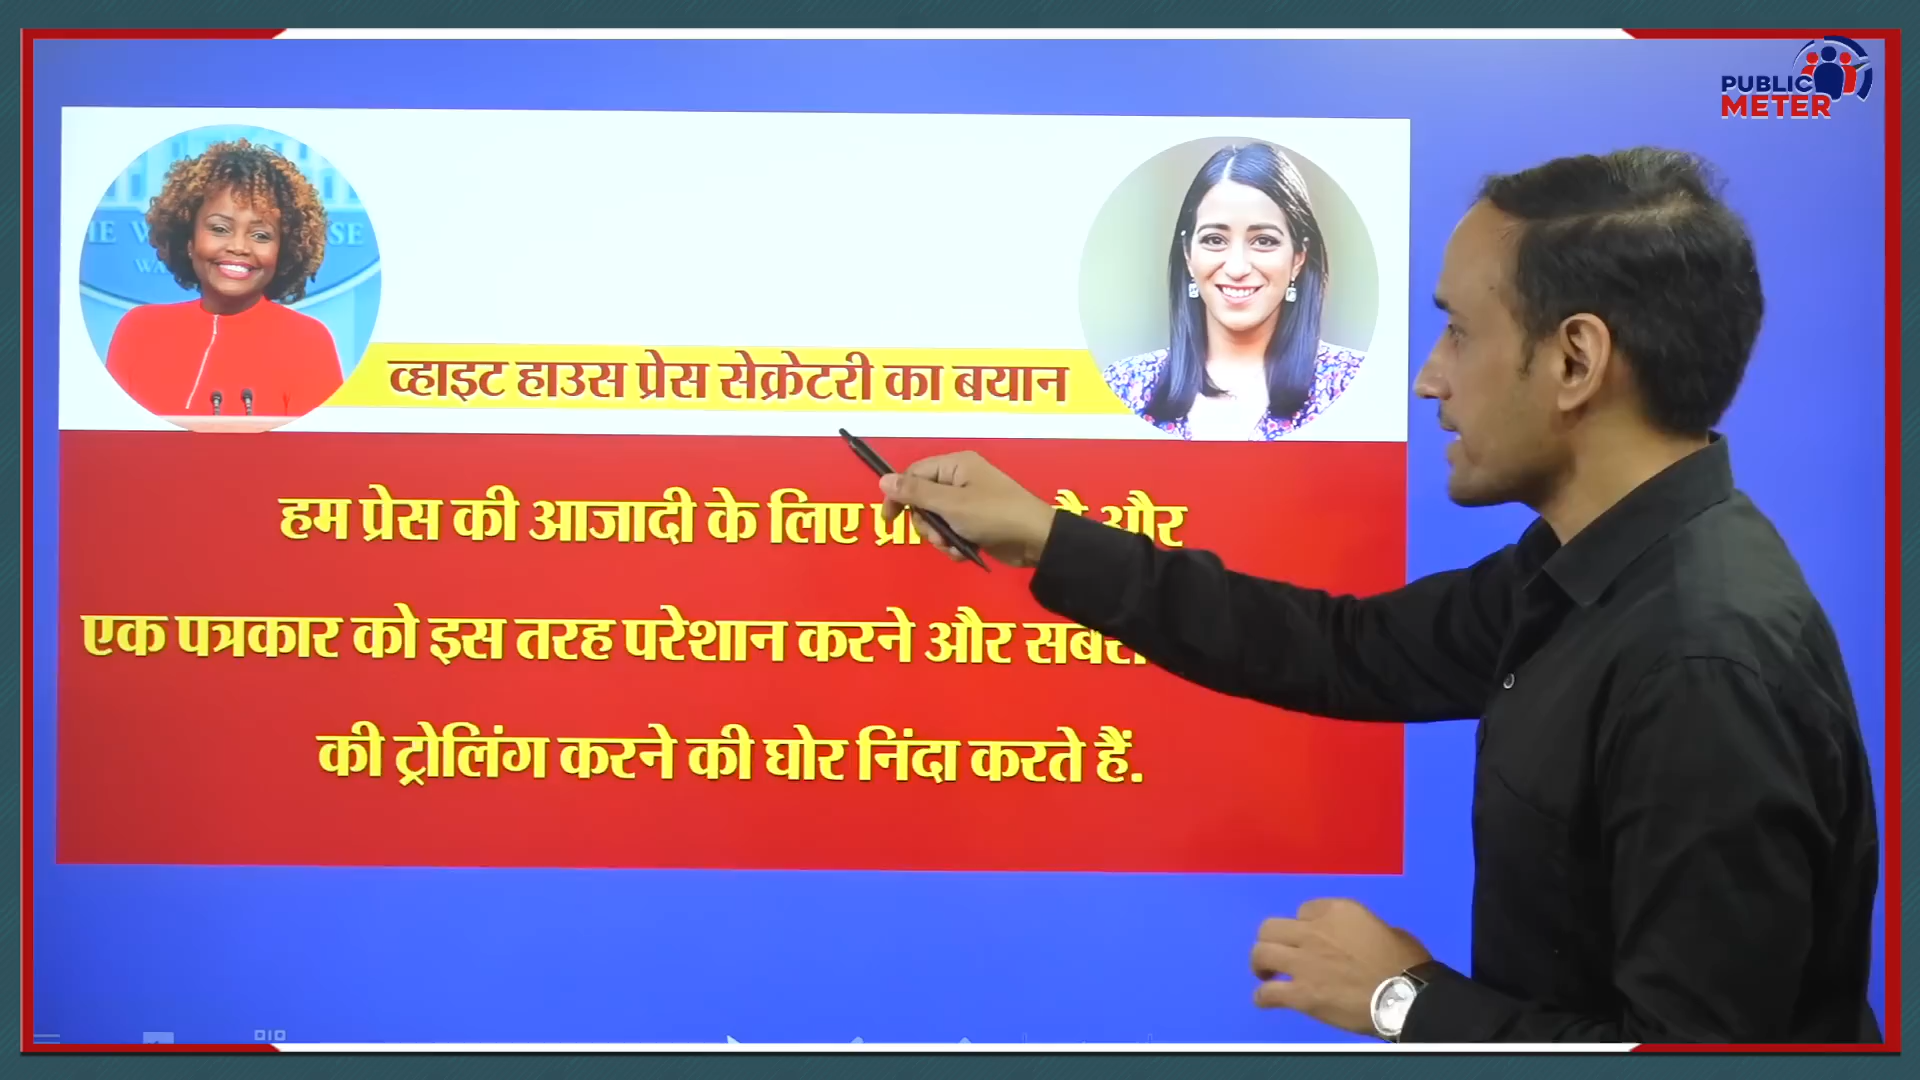 PUBLIC
METER
व्हाइट हाउस प्रेस सेक्रेटरी का बयान
हम प्रेस की आजादी के लिए और
एक पत्रकार को इस तरह परेशान करने और
की ट्रोलिंग करने की घोर निंदा करते हैं.